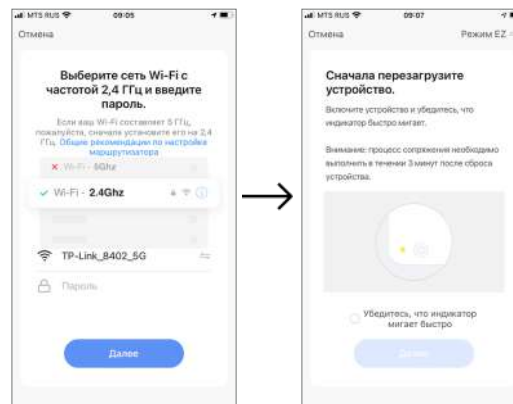 MTS RUS 09:05
Отмена
Выберите сеть Wi-Fi с
частотой 2,4 ГГц и введите
пароль.
Если ваш Wi-Fi составляет 5 ГГц,
пожалуйста, сначала установите его на 2,4
ГГц. Общие рекомендации по настройке
маршрутизатора
Wi-Fi - 5Ghz
Wi-Fi - 2.4Ghz
TP-Link_8402_5G
Пароль
Далее
MTS RUS 09:07
Отмена Режим EZ
Сначала перезагрузите
устройство.
Включите устройство и убедитесь, что
индикатор быстро мигает.
Внимание: процесс сопряжения необходимо
выполнить в течении 3 минут после сброса
устройства.
Убедитесь, что индикатор
мигает быстро
Далее